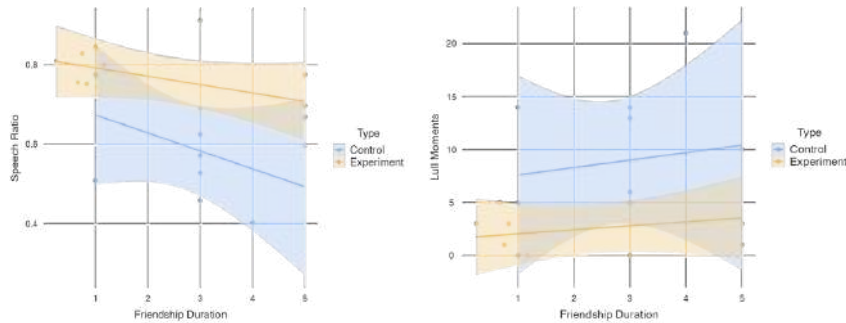 0.8
0.6
0.4
Speech Ratio
1
2
3
4
5
Friendship Duration
Type
Control
Experiment
20
15
10
5
0
Lull Moments
1
2
3
4
5
Friendship Duration
Type
Control
Experiment